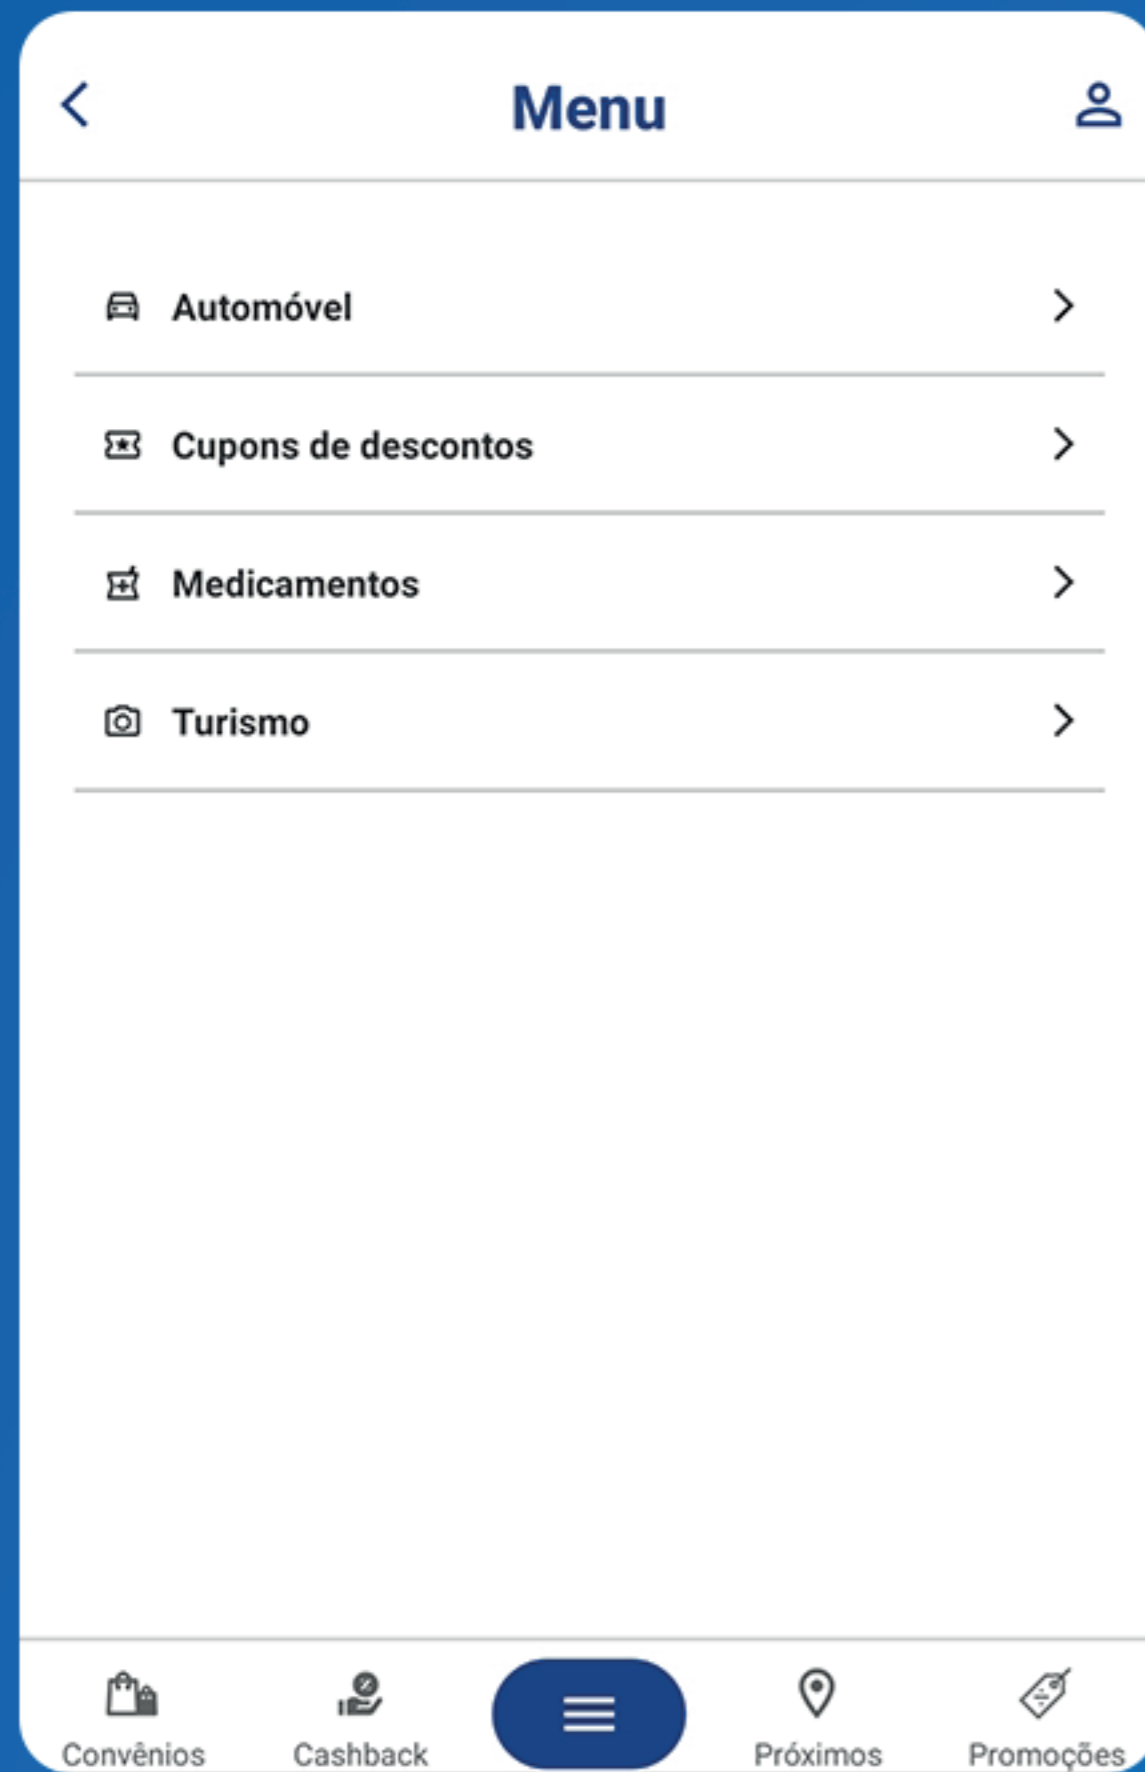 Menu
Automóvel
Cupons de descontos
Medicamentos
Turismo
Convênios
Cashback
Próximos
Promoções